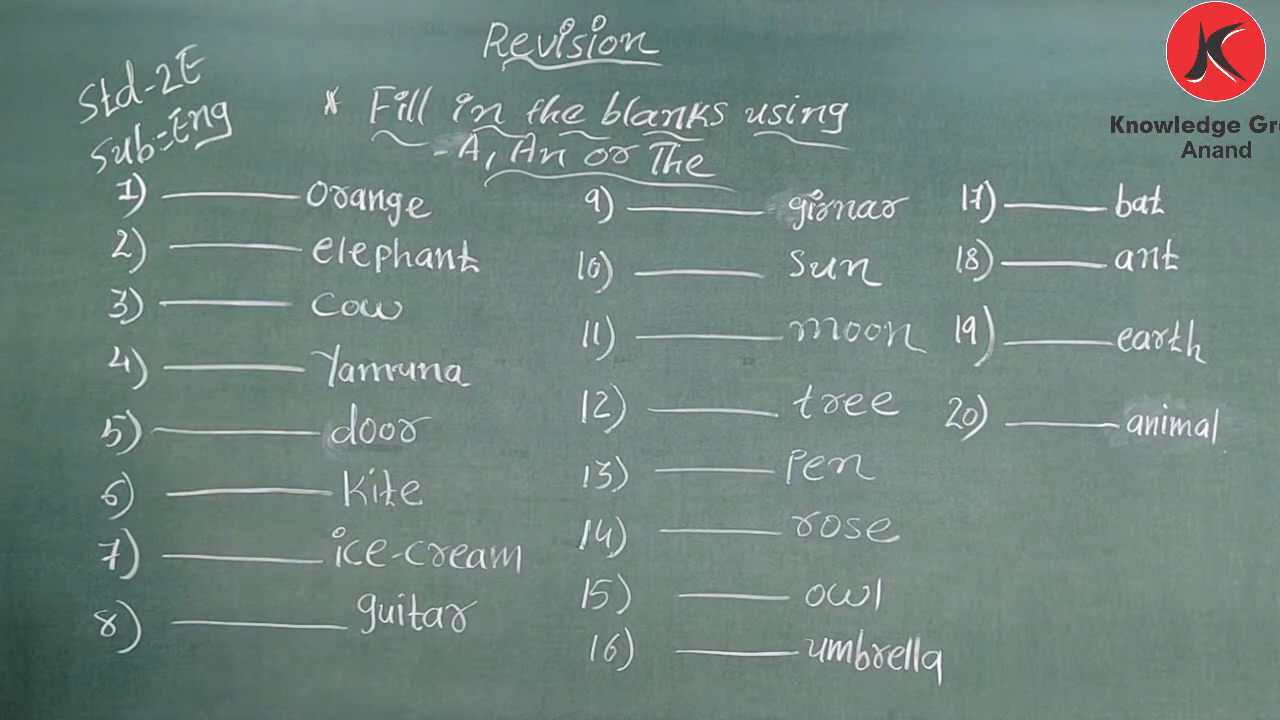 Revision
Std-2E
Sub=Eng
* Fill in the blanks using
- A, An or The
1) ______ orange
2) ______ elephant
3) ______ cow
4) ______ Yamuna
5) ______ door
6) ______ kite
7) ______ ice-cream
8) ______ guitar
9) ______ girnar
10) ______ sun
11) ______ moon
12) ______ tree
13) ______ pen
14) ______ rose
15) ______ owl
16) ______ umbrella
17) ______ bat
18) ______ ant
19) ______ earth
20) ______ animal
K
Knowledge Gro
Anand